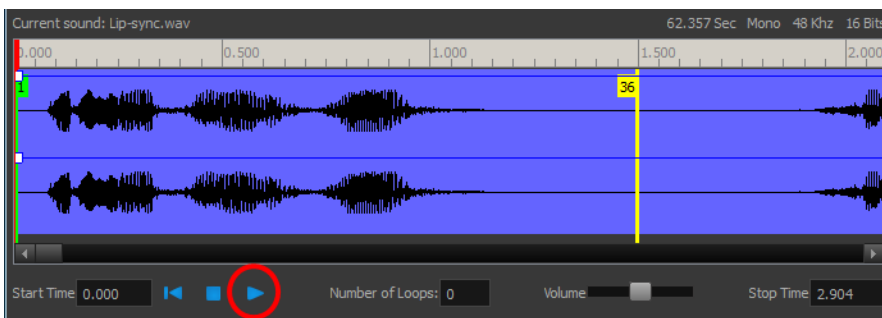 Current sound: Lip-sync.wav 62.357 Sec Mono 48 Khz 16 Bits
0.000 0.500 1.000 1.500 2.000
1 36
Start Time 0.000 Number of Loops: 0 Volume Stop Time 2.904